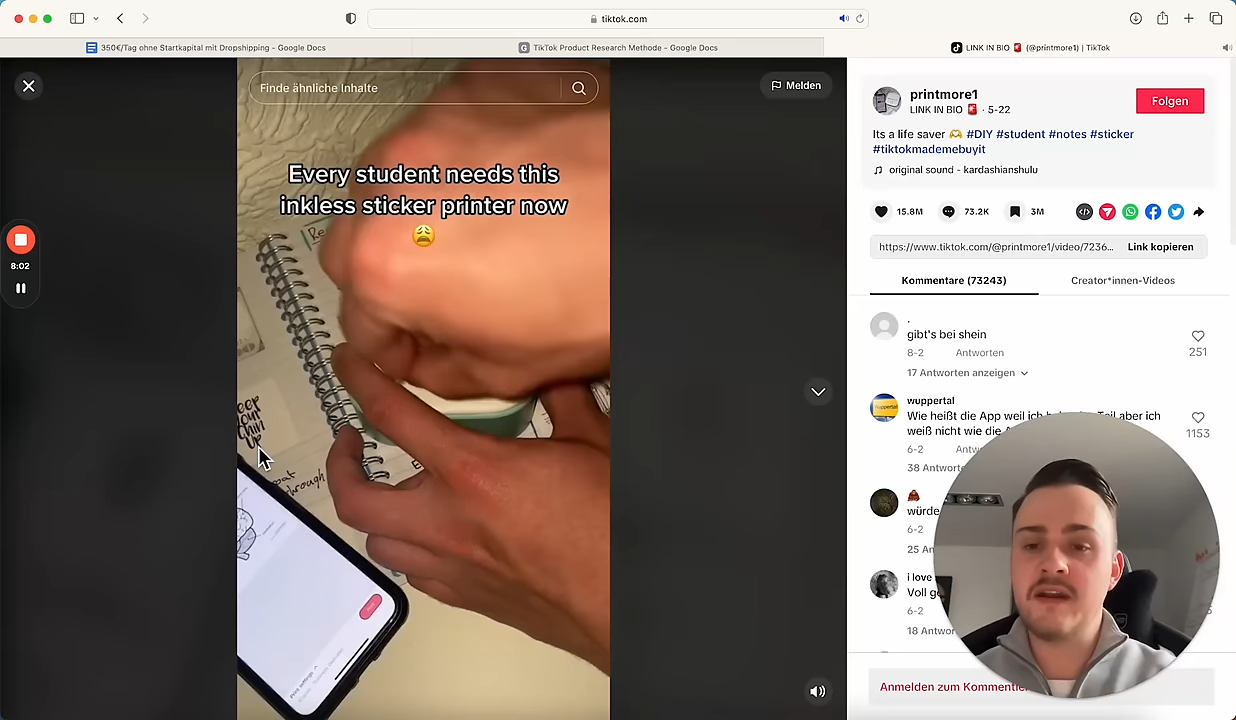 tiktok.com
350€/Tag ohne Startkapital mit Dropshipping - Google Docs
TikTok Product Research Methode - Google Docs
LINK IN BIO 🚨 (@printmore1) | TikTok
Finde ähnliche Inhalte
Melden
Every student needs this
inkless sticker printer now
😩
8:02
printmore1
LINK IN BIO 🚨 · 5-22
Folgen
Its a life saver 🫶 #DIY #student #notes #sticker
#tiktokmademebuyit
original sound - kardashianshulu
15.8M
73.2K
3M
https://www.tiktok.com/@printmore1/video/7236...
Link kopieren
Kommentare (73243)
Creator*innen-Videos
.
gibt's bei shein
8-2 Antworten
251
17 Antworten anzeigen
wuppertal
Wie heißt die App weil ich Teil aber ich
weiß nicht wie die
1153
6-2
38
würde
6-2
25
i love
Voll
6-2
18
Anmelden zum